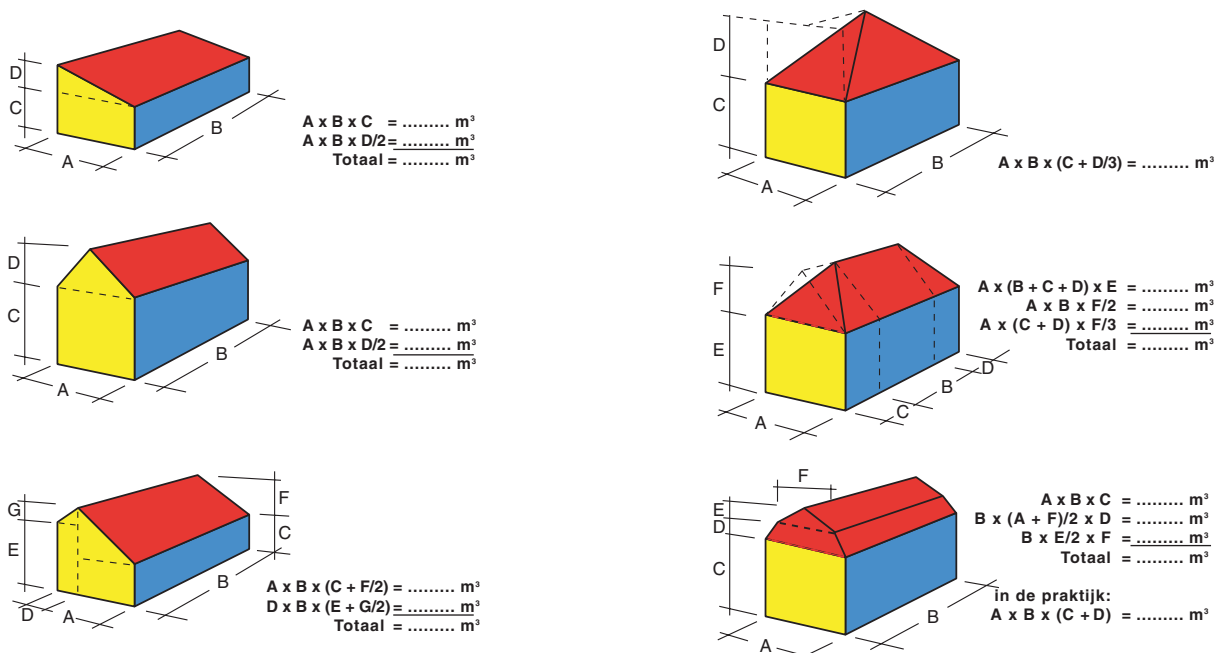 D
C
A
B
A x B x C = ......... m³
A x B x D/2 = ......... m³
Totaal = ......... m³
D
C
A
B
A x B x C = ......... m³
A x B x D/2 = ......... m³
Totaal = ......... m³
G
E
D
A
B
F
C
A x B x (C + F/2) = ......... m³
D x B x (E + G/2) = ......... m³
Totaal = ......... m³
D
C
A
B
A x B x (C + D/3) = ......... m³
F
E
A
C
B
D
A x (B + C + D) x E = ......... m³
A x B x F/2 = ......... m³
A x (C + D) x F/3 = ......... m³
Totaal = ......... m³
F
E
D
C
A
B
A x B x C = ......... m³
B x (A + F)/2 x D = ......... m³
B x E/2 x F = ......... m³
Totaal = ......... m³
in de praktijk:
A x B x (C + D) = ......... m³